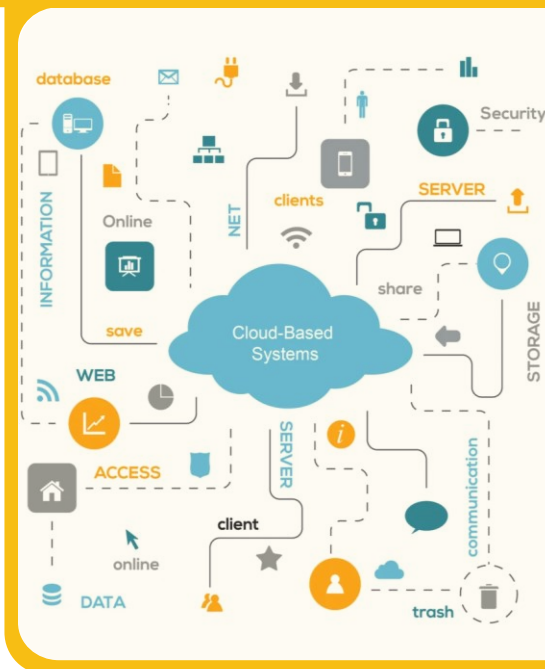 database
Security
clients
SERVER
Online
NET
INFORMATION
share
Cloud-Based
Systems
save
STORAGE
WEB
SERVER
ACCESS
communication
client
online
DATA
trash